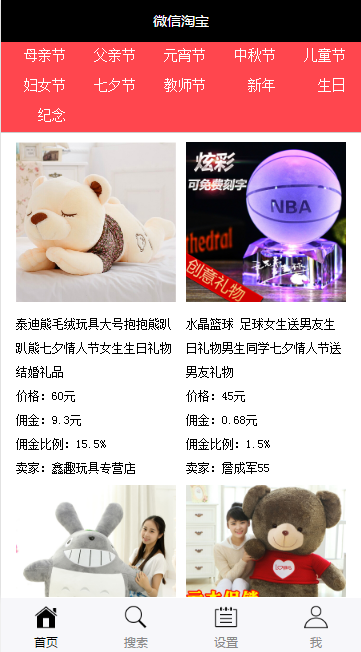 微信淘宝
母亲节 父亲节 元宵节 中秋节 儿童节
妇女节 七夕节 教师节 新年 生日
纪念
炫彩
可免费刻字
NBA
thedral
创意礼物
泰迪熊毛绒玩具大号抱抱熊趴
趴熊七夕情人节女生生日礼物
结婚礼品
价格：60元
佣金：9.3元
佣金比例：15.5%
卖家：鑫趣玩具专营店
水晶篮球 足球女生送男友生
日礼物男生同学七夕情人节送
男友礼物
价格：45元
佣金：0.68元
佣金比例：1.5%
卖家：詹成军55
首页 搜索 设置 我